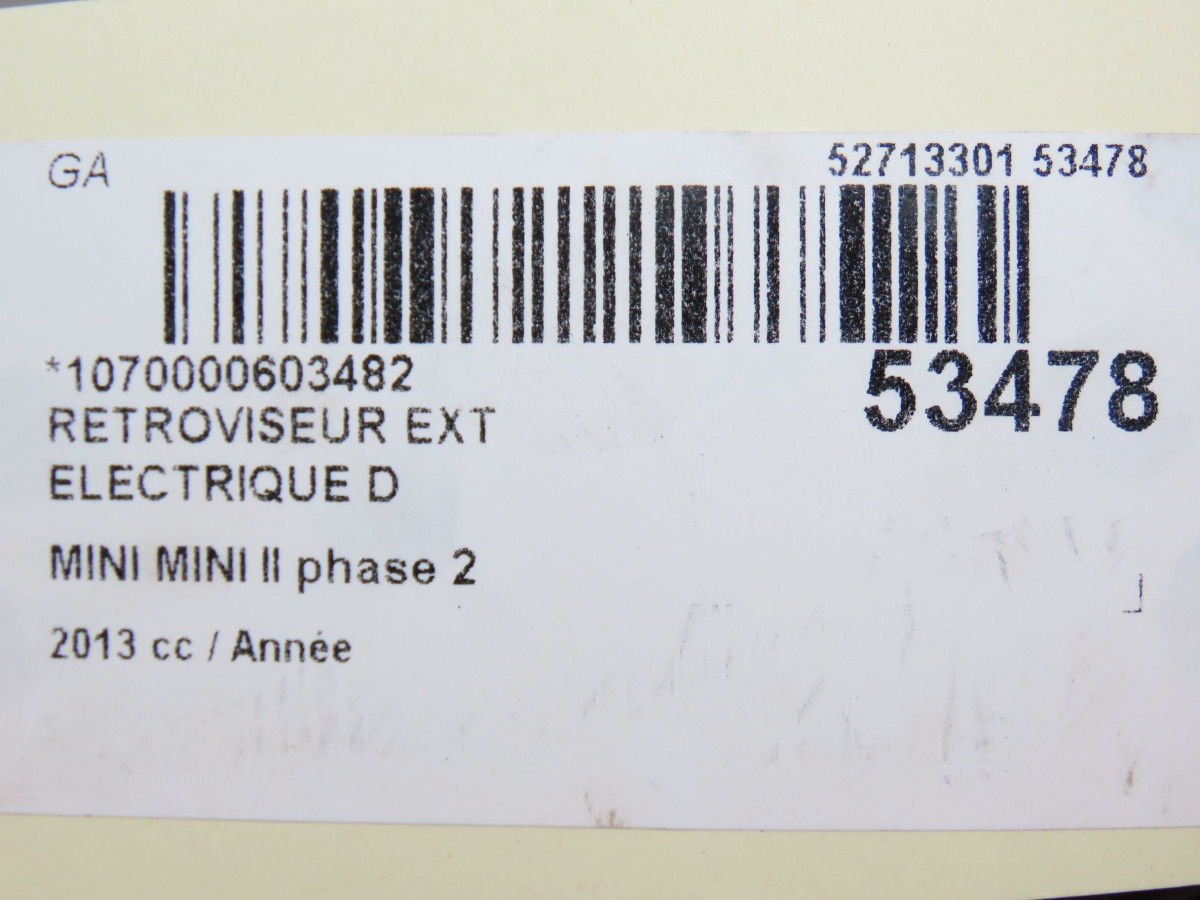 GA
52713301 53478
*1070000603482
53478
RETROVISEUR EXT
ELECTRIQUE D
MINI MINI II phase 2
2013 cc / Année